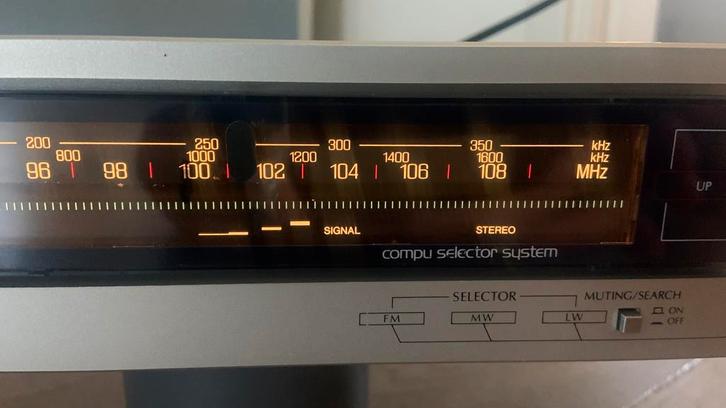 200 250 300 350 kHz
800 1000 1200 1400 1600 kHz
96 98 100 102 104 106 108 MHz
SIGNAL STEREO
compu selector system
UP
SELECTOR MUTING/SEARCH
FM MW LW
ON
OFF